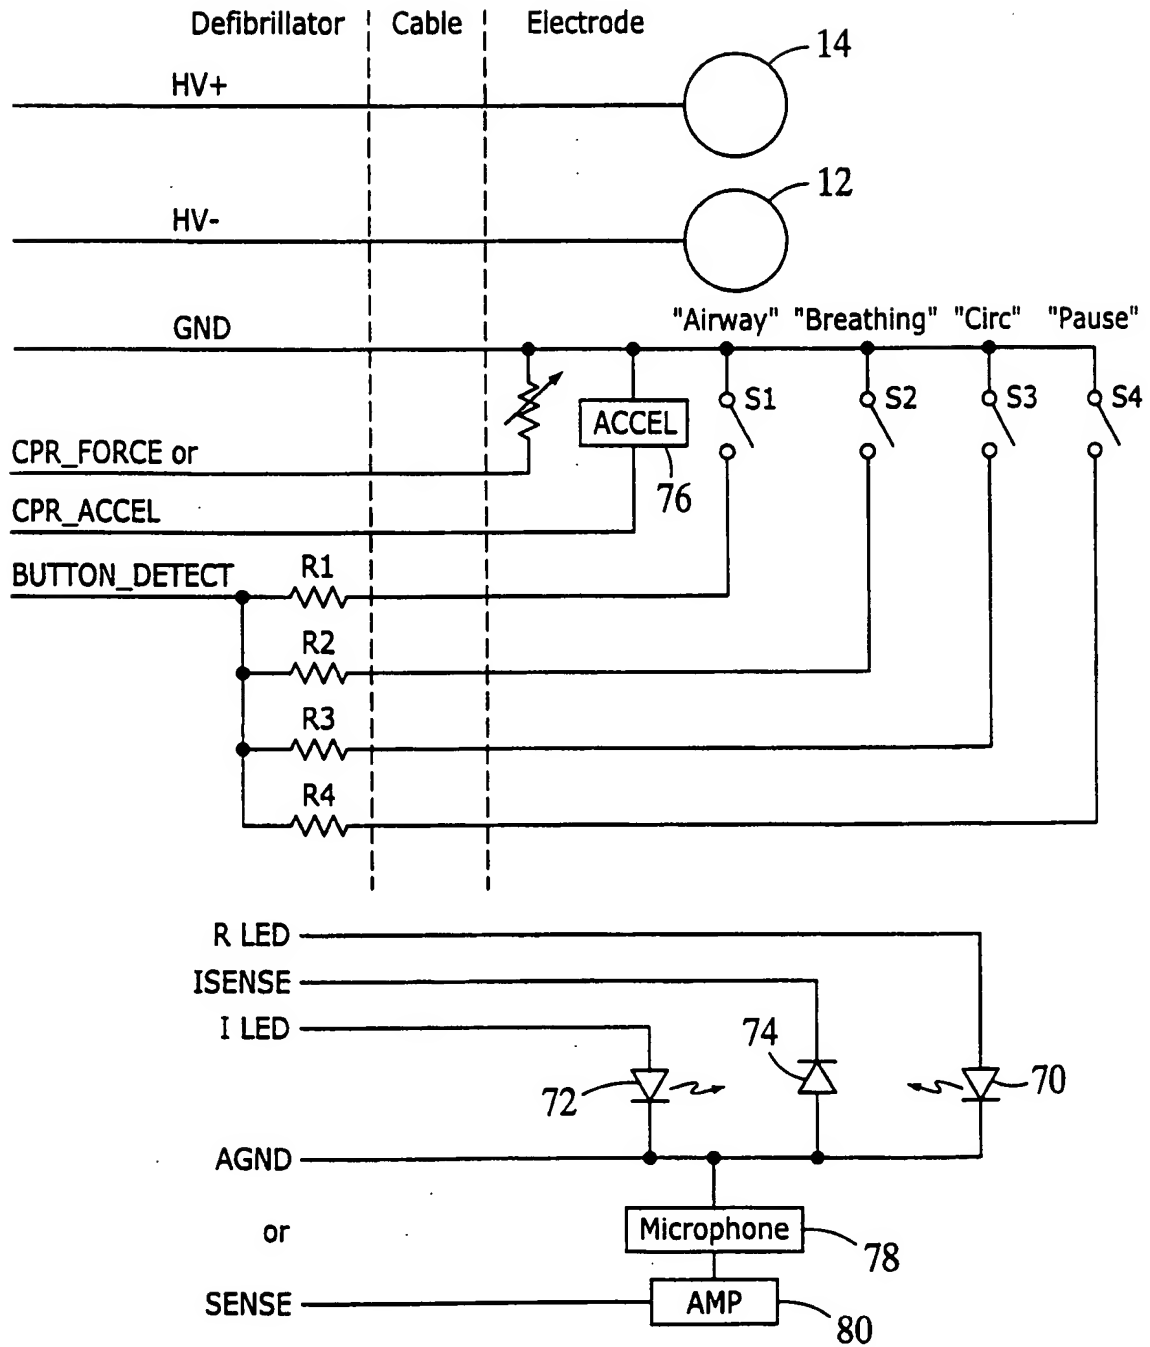 Defibrillator Cable Electrode
14
HV+
12
HV-
"Airway" "Breathing" "Circ" "Pause"
GND
S1 S2 S3 S4
ACCEL
CPR_FORCE or
76
CPR_ACCEL
BUTTON_DETECT R1
R2
R3
R4
R LED
ISENSE
I LED
74
72 70
AGND
or Microphone
78
SENSE AMP
80